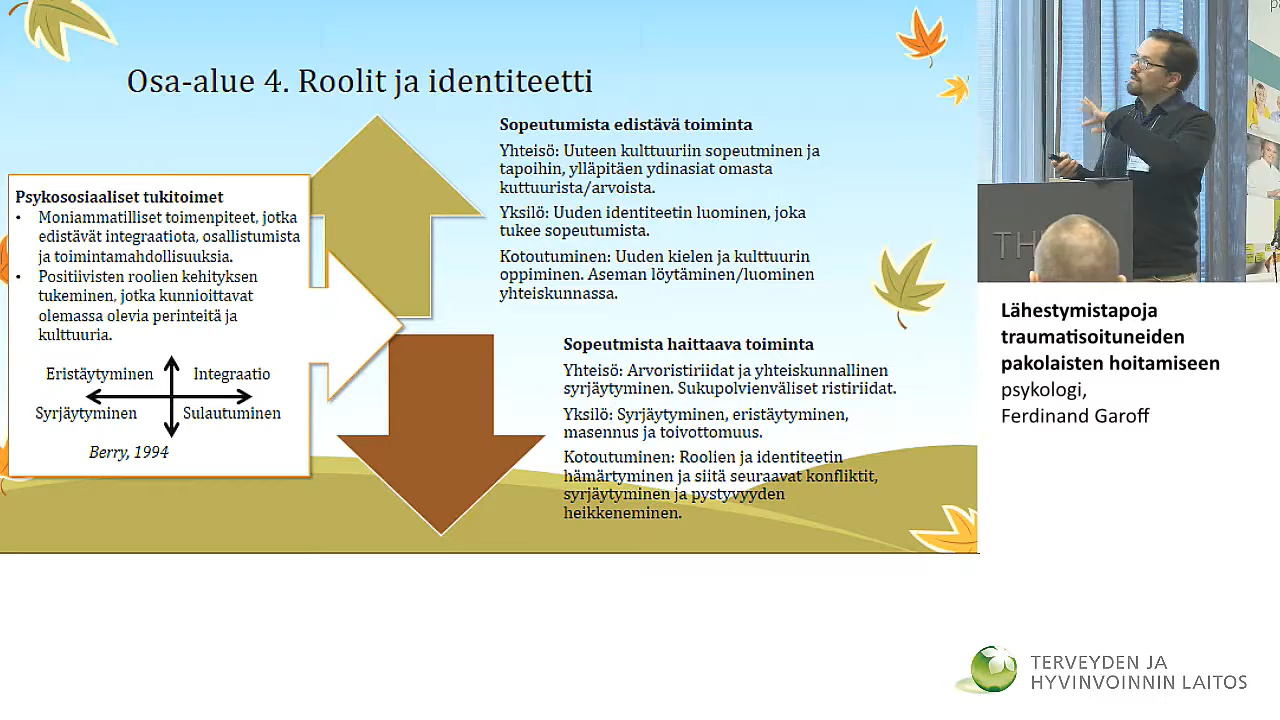 Osa-alue 4. Roolit ja identiteetti
Psykososiaaliset tukitoimet
• Moniammatilliset toimenpiteet, jotka
edistävät integraatiota, osallistumista
ja toimintamahdollisuuksia.
• Positiivisten roolien kehityksen
tukeminen, jotka kunnioittavat
olemassa olevia perinteitä ja
kulttuuria.
Eristäytyminen Integraatio
Syrjäytyminen Sulautuminen
Berry, 1994
Sopeutumista edistävä toiminta
Yhteisö: Uuteen kulttuuriin sopeutminen ja
tapoihin, ylläpitäen ydinasiat omasta
kuttuurista/arvoista.
Yksilö: Uuden identiteetin luominen, joka
tukee sopeutumista.
Kotoutuminen: Uuden kielen ja kulttuurin
oppiminen. Aseman löytäminen/luominen
yhteiskunnassa.
Sopeutmista haittaava toiminta
Yhteisö: Arvoristiriidat ja yhteiskunnallinen
syrjäytyminen. Sukupolvienväliset ristiriidat.
Yksilö: Syrjäytyminen, eristäytyminen,
masennus ja toivottomuus.
Kotoutuminen: Roolien ja identiteetin
hämärtyminen ja siitä seuraavat konfliktit,
syrjäytyminen ja pystyvyyden
heikkeneminen.
TH
Lähestymistapoja
traumatisoituneiden
pakolaisten hoitamiseen
psykologi,
Ferdinand Garoff
TERVEYDEN JA
HYVINVOINNIN LAITOS